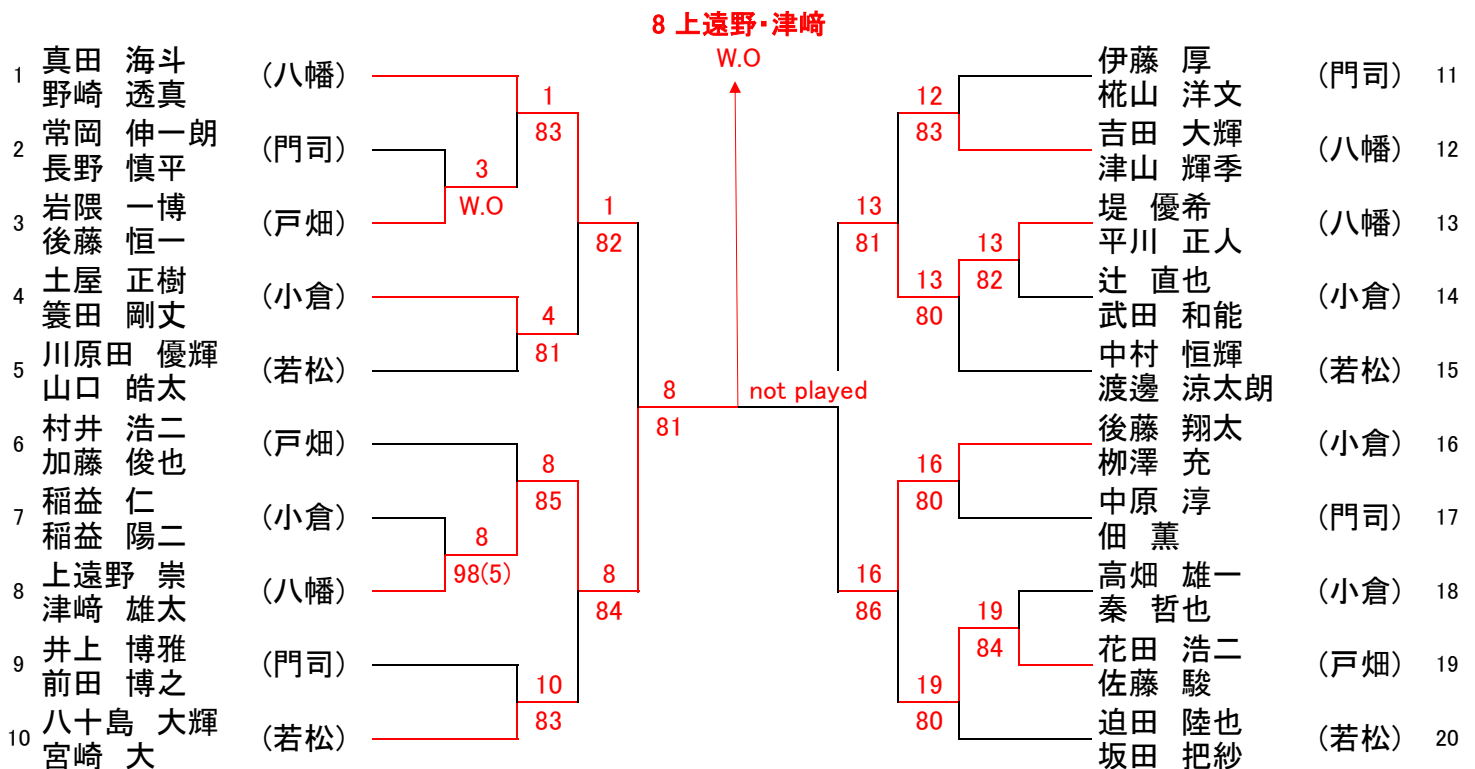 8 上遠野・津﨑
W.O
1 真田 海斗
野崎 透真
(八幡)
2 常岡 伸一朗
長野 慎平
(門司)
3 岩隈 一博
後藤 恒一
(戸畑)
4 土屋 正樹
簑田 剛丈
(小倉)
5 川原田 優輝
山口 皓太
(若松)
6 村井 浩二
加藤 俊也
(戸畑)
7 稲益 仁
稲益 陽二
(小倉)
8 上遠野 崇
津﨑 雄太
(八幡)
9 井上 博雅
前田 博之
(門司)
10 八十島 大輝
宮崎 大
(若松)
3
W.O
8
98(5)
1
83
4
81
8
85
10
83
1
82
8
84
8
81
not played
13
81
16
86
12
83
13
80
16
80
19
80
13
82
19
84
伊藤 厚
椛山 洋文
(門司) 11
吉田 大輝
津山 輝季
(八幡) 12
堤 優希
平川 正人
(八幡) 13
辻 直也
武田 和能
(小倉) 14
中村 恒輝
渡邊 涼太朗
(若松) 15
後藤 翔太
栁澤 充
(小倉) 16
中原 淳
佃 薫
(門司) 17
高畑 雄一
秦 哲也
(小倉) 18
花田 浩二
佐藤 駿
(戸畑) 19
迫田 陸也
坂田 把紗
(若松) 20